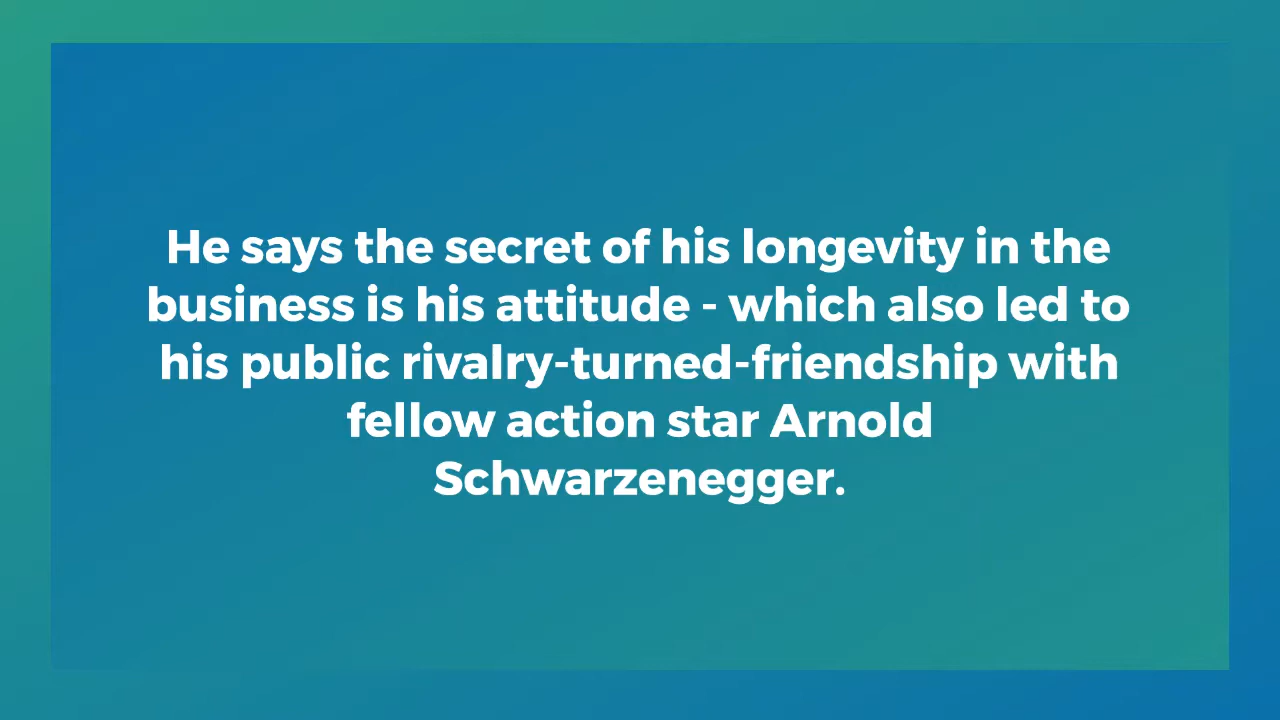 He says the secret of his longevity in the
business is his attitude - which also led to
his public rivalry-turned-friendship with
fellow action star Arnold
Schwarzenegger.